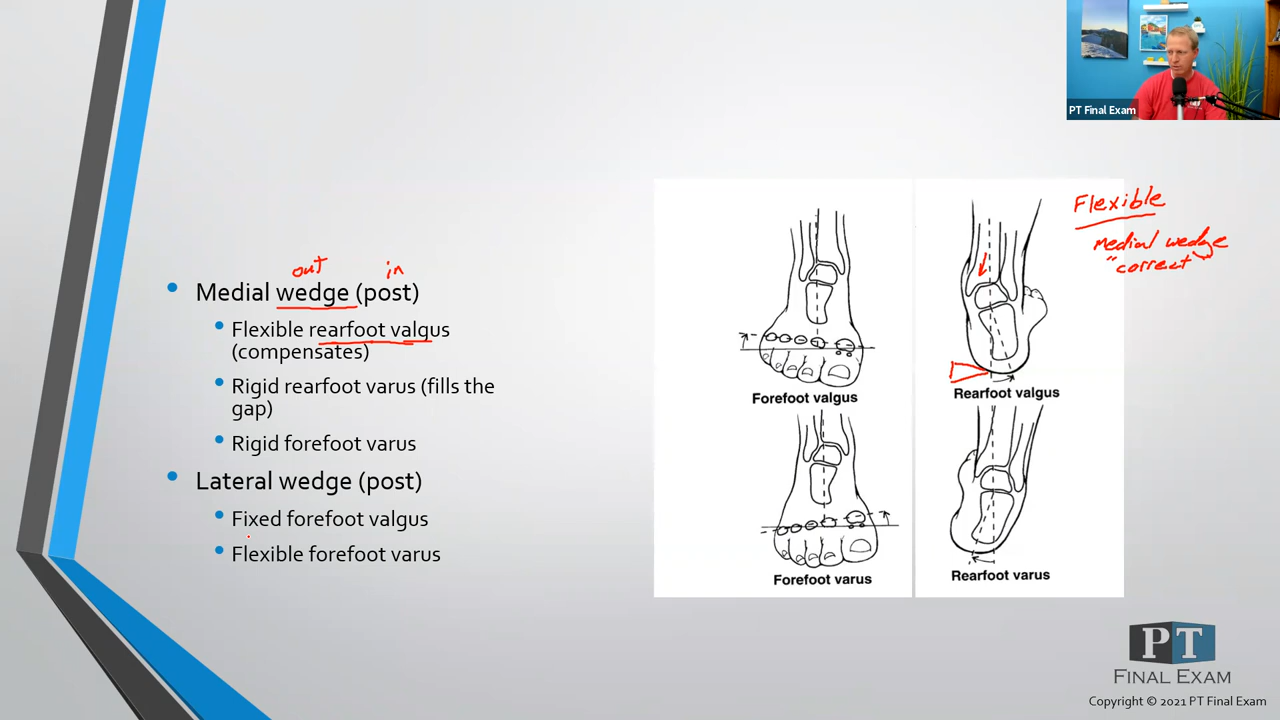 PT Final Exam
out in
• Medial wedge (post)
• Flexible rearfoot valgus
(compensates)
• Rigid rearfoot varus (fills the
gap)
• Rigid forefoot varus
• Lateral wedge (post)
• Fixed forefoot valgus
• Flexible forefoot varus
Forefoot valgus
Rearfoot valgus
Forefoot varus
Rearfoot varus
Flexible
medial wedge
"correct"
PT
FINAL EXAM
Copyright © 2021 PT Final Exam